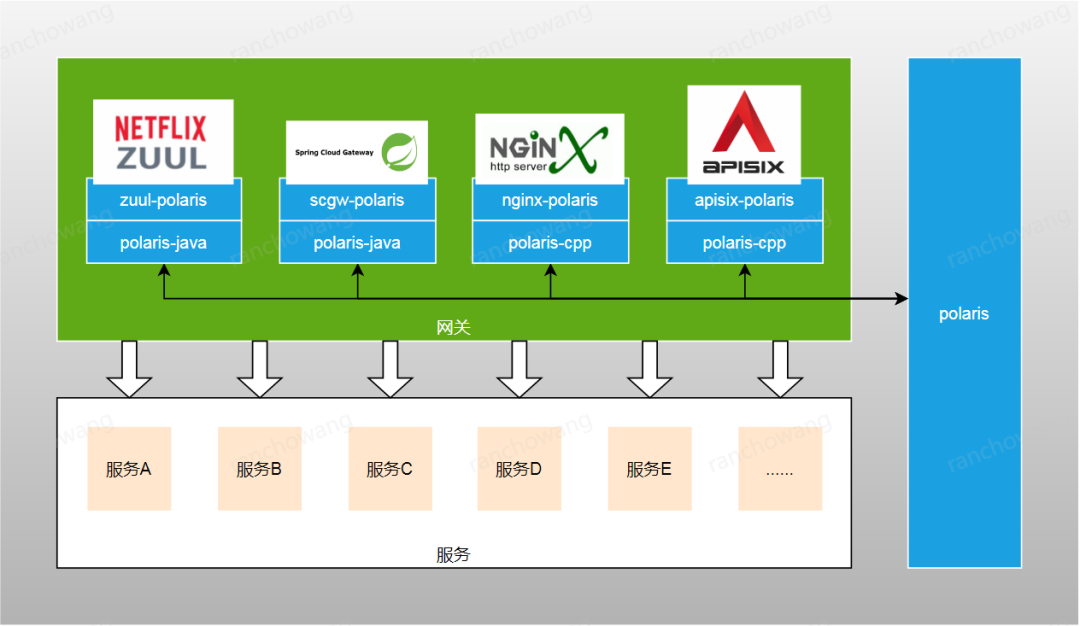 NETFLIX
ZUUL
Spring Cloud Gateway
NGiNX
http server
APISIX
zuul-polaris
scgw-polaris
nginx-polaris
apisix-polaris
polaris-java
polaris-java
polaris-cpp
polaris-cpp
网关
polaris
服务A
服务B
服务C
服务D
服务E
......
服务
ranchowang